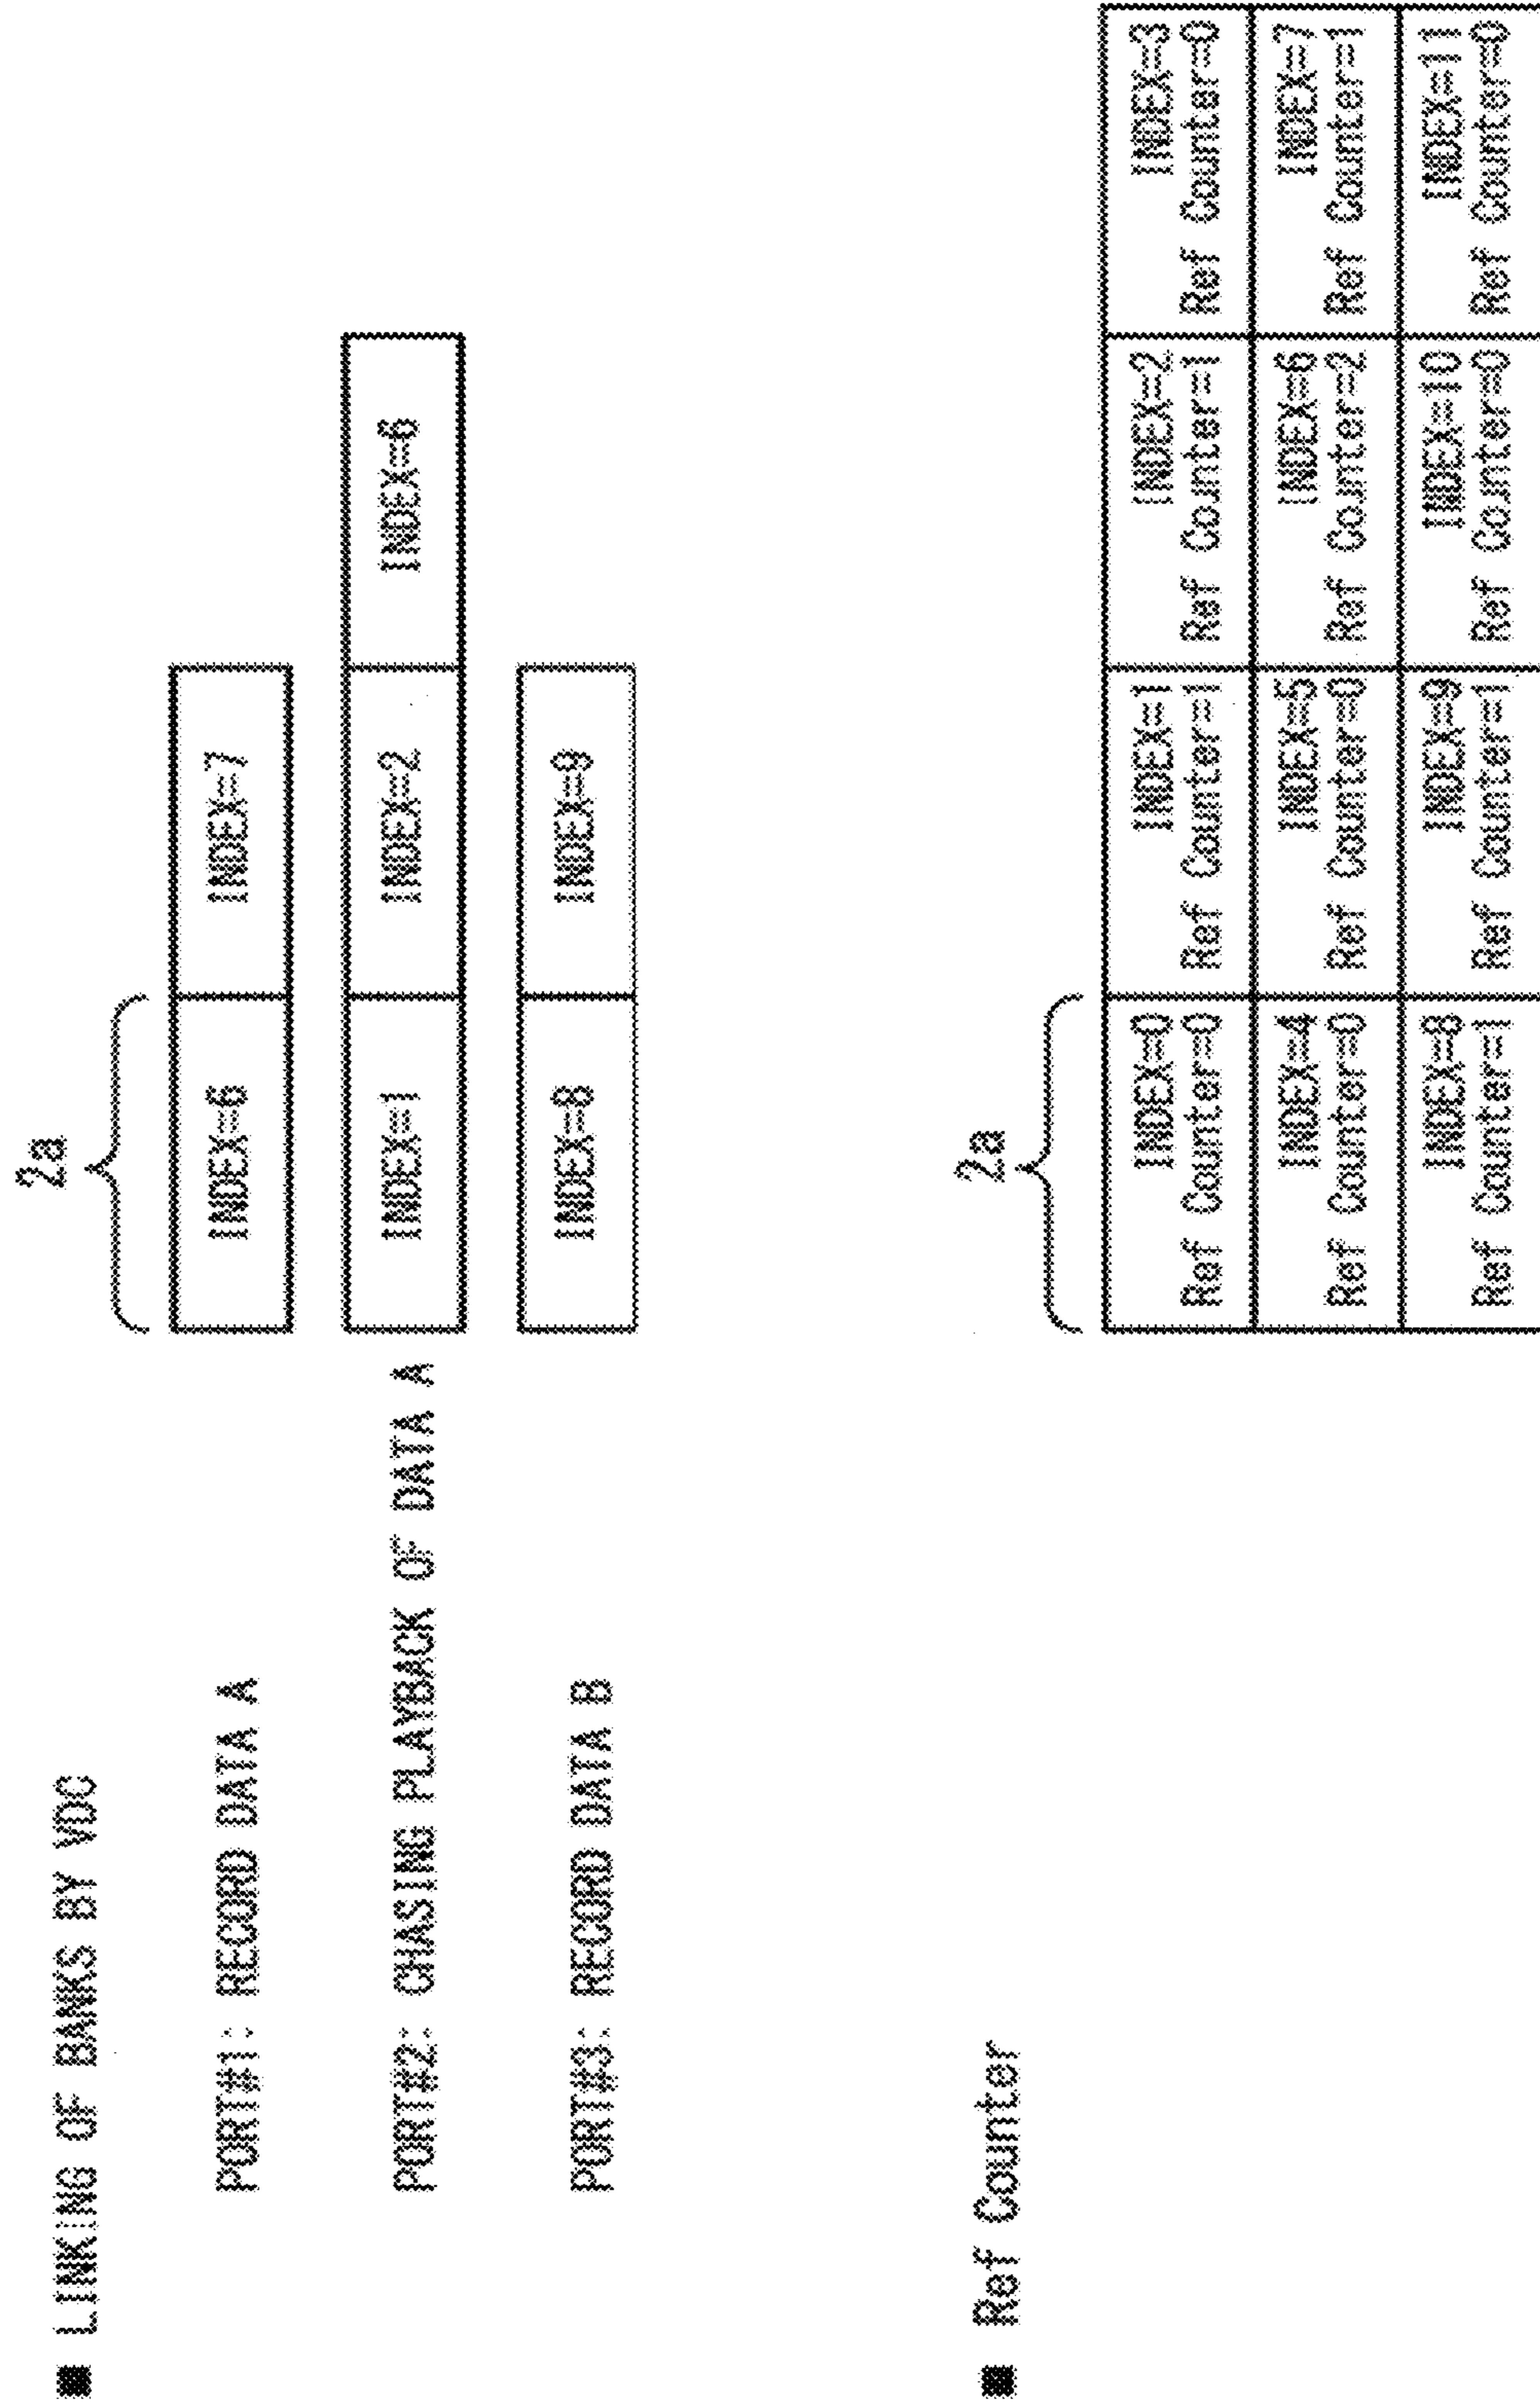 ■ LINKING OF BANKS BY VDC
2a
PORT#1: RECORD DATA A
INDEX=6
INDEX=7
PORT#2: CHASING PLAYBACK OF DATA A
INDEX=1
INDEX=2
INDEX=6
PORT#3: RECORD DATA B
INDEX=8
INDEX=9
■ Ref Counter
2a
INDEX=0
Ref Counter=0
INDEX=1
Ref Counter=1
INDEX=2
Ref Counter=1
INDEX=3
Ref Counter=0
INDEX=4
Ref Counter=0
INDEX=5
Ref Counter=0
INDEX=6
Ref Counter=2
INDEX=7
Ref Counter=1
INDEX=8
Ref Counter=1
INDEX=9
Ref Counter=1
INDEX=10
Ref Counter=0
INDEX=11
Ref Counter=0